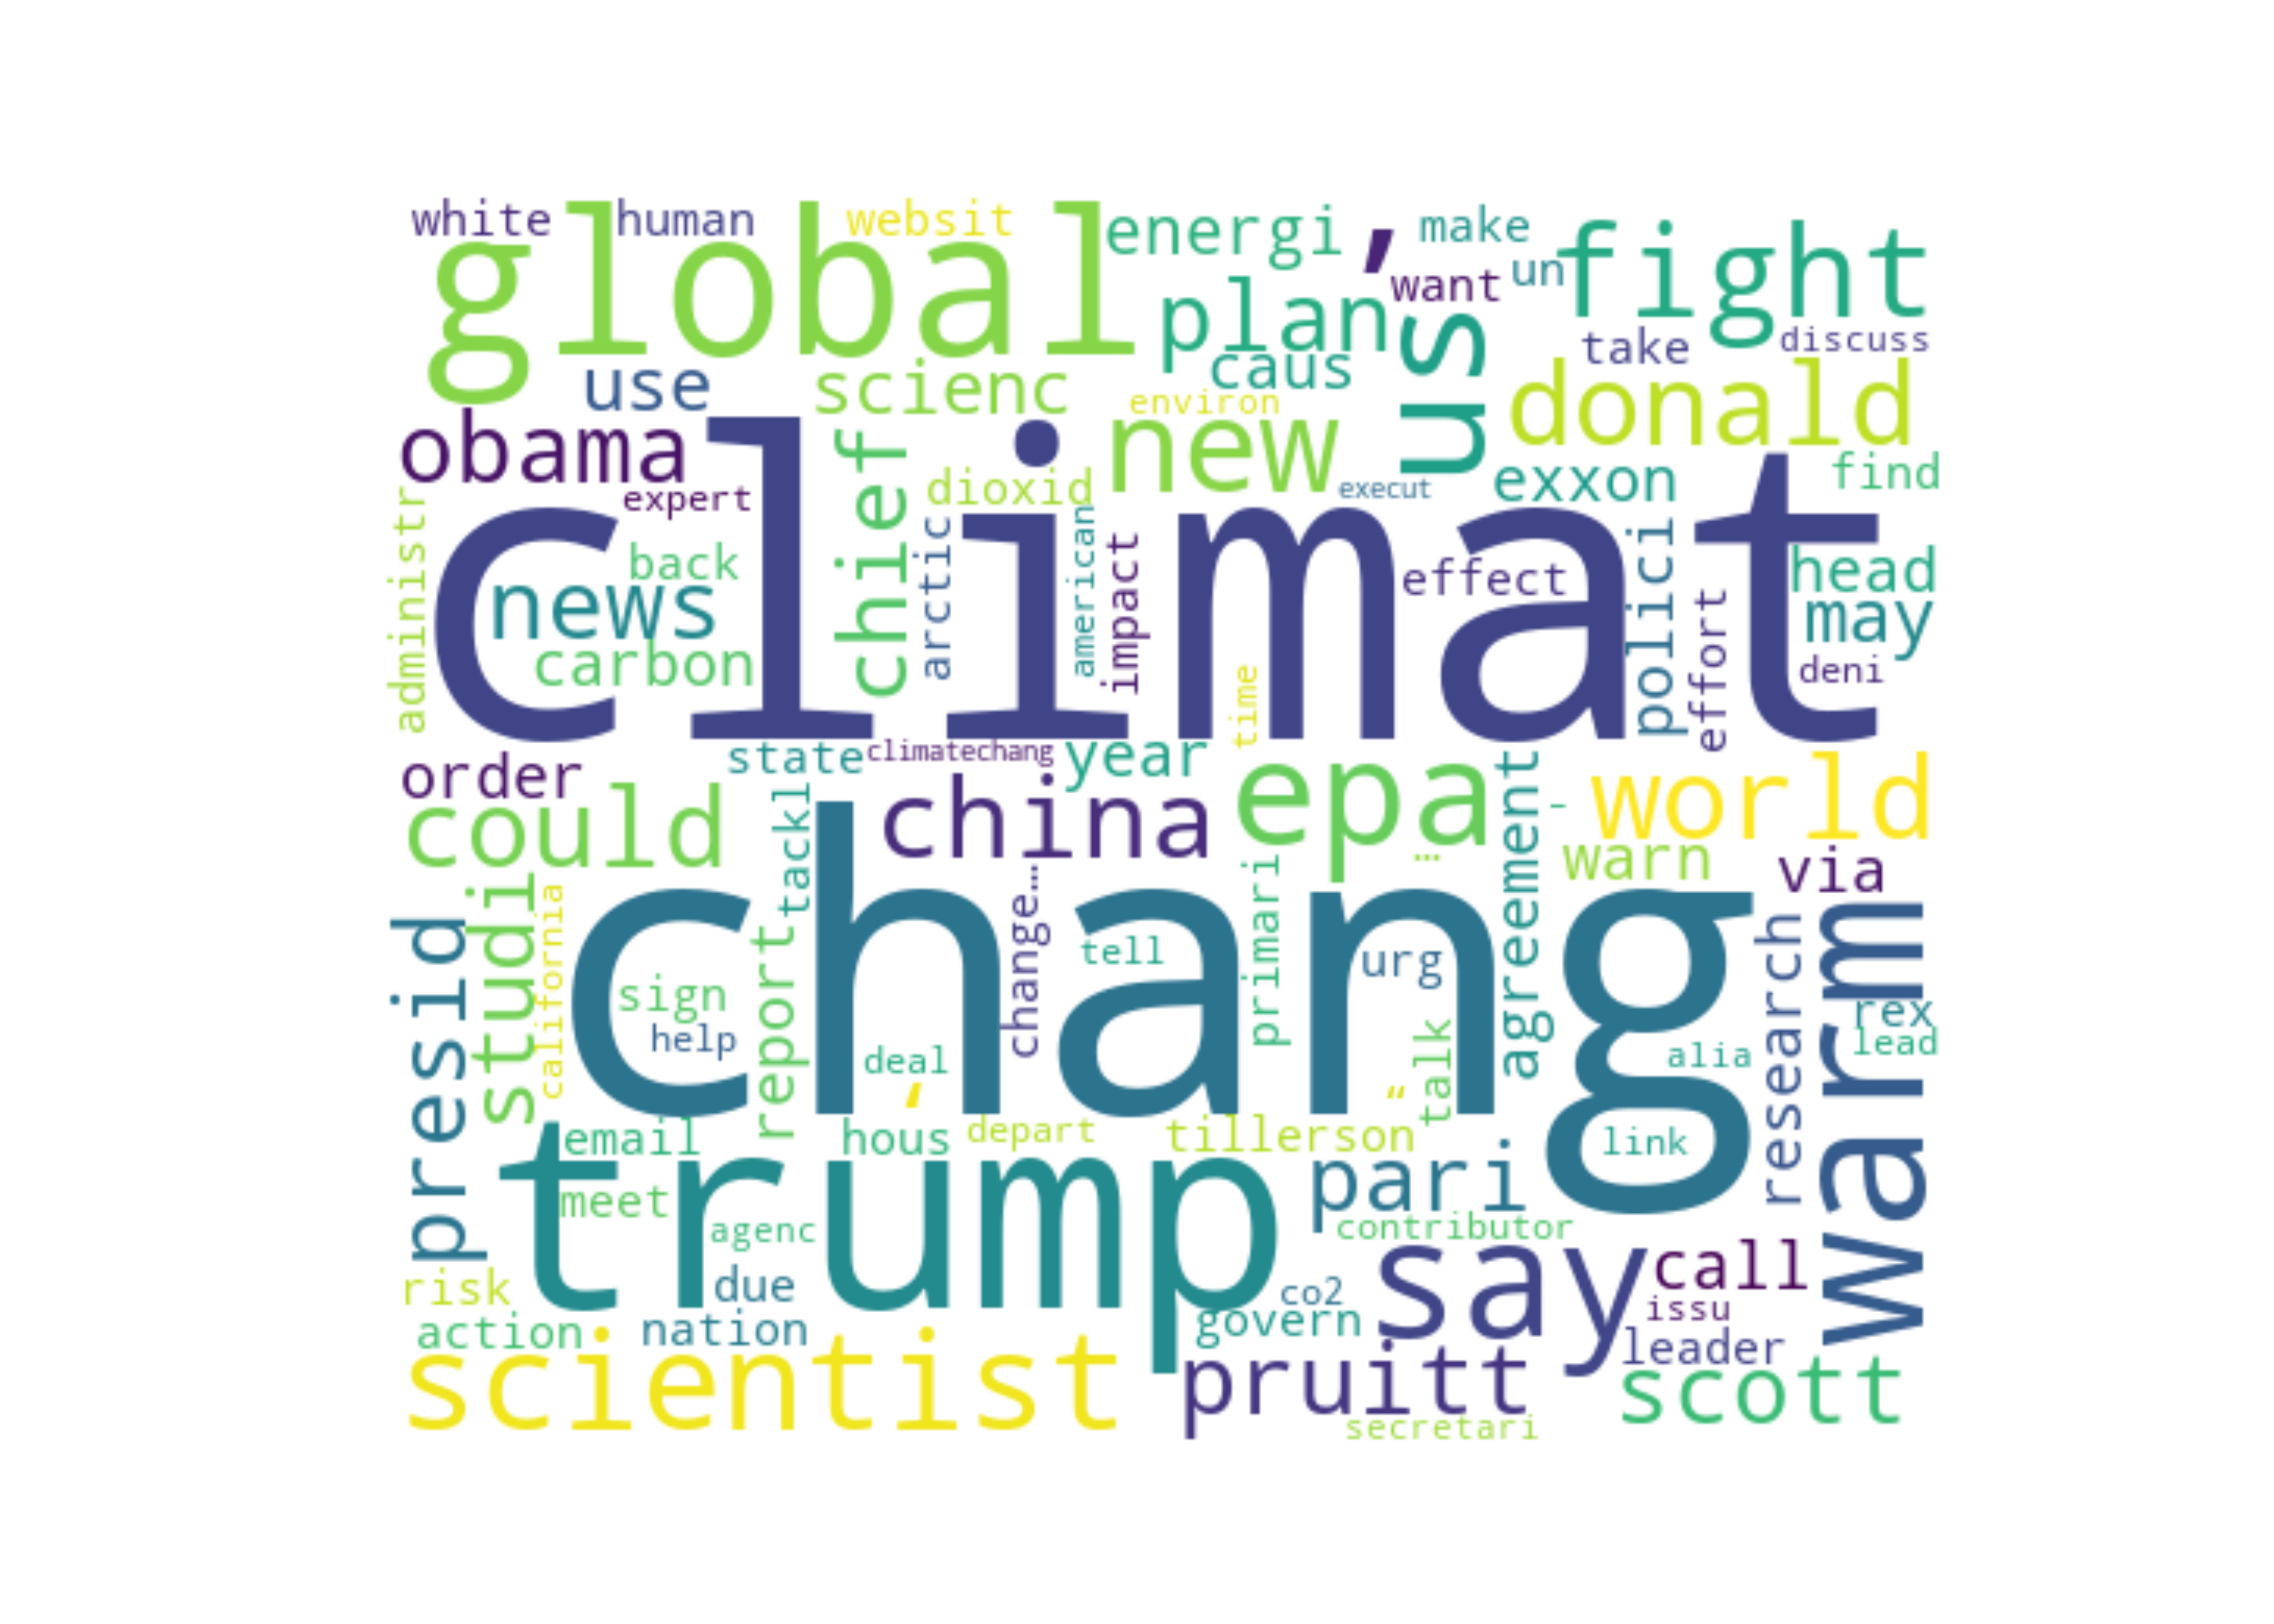 white human websit energi , make
global want un fight
plan us take discuss
use scienc caus donald
environ
obama new exxon find
expert chief dioxid execut
climat
administr back arctic american impact effect polici head
news effort may
carbon time deni
order state climatechang year
could tackl china epa agreement - world
… warn via
presid studi california change… primari research warm
chang
sign report tell urg rex
help deal talk alia lead
‘ “
email hous depart tillerson link
trump pari
meet agenc contributor
risk due co2 say call
action nation govern issu
leader
scientist pruitt scott
secretari